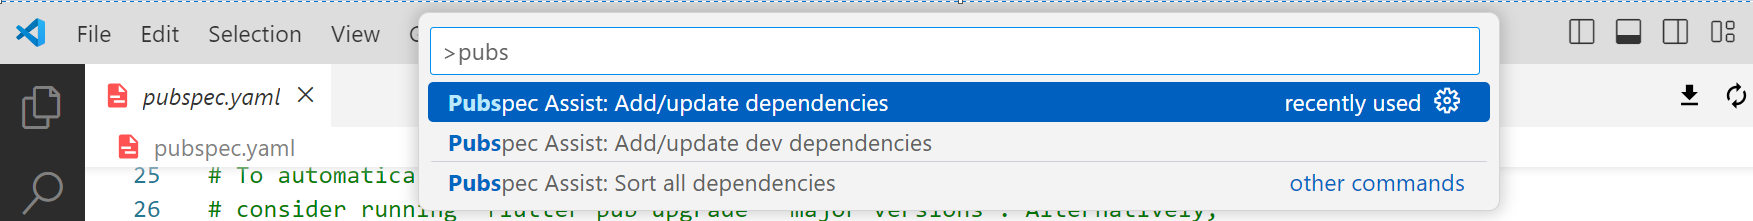 File Edit Selection View
>pubs
pubspec.yaml
Pubspec Assist: Add/update dependencies recently used
pubspec.yaml
Pubspec Assist: Add/update dev dependencies
25 # To automatica
Pubspec Assist: Sort all dependencies other commands
26 # consider running